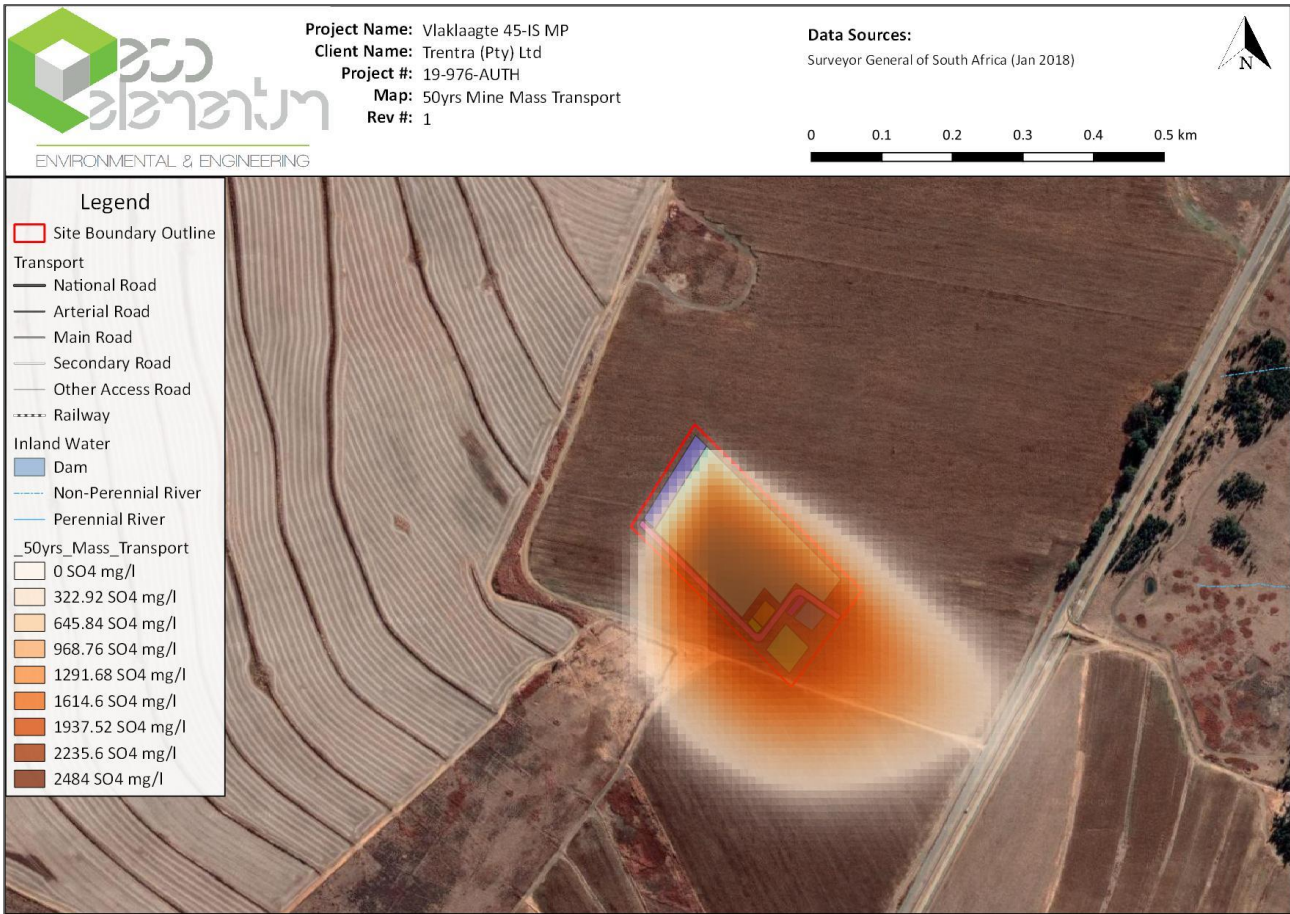 eco
elementum
ENVIRONMENTAL & ENGINEERING
Project Name: Vlaklaagte 45-IS MP
Client Name: Trentra (Pty) Ltd
Project #: 19-976-AUTH
Map: 50yrs Mine Mass Transport
Rev #: 1
Data Sources:
Surveyor General of South Africa (Jan 2018)
N
0 0.1 0.2 0.3 0.4 0.5 km
Legend
Site Boundary Outline
Transport
National Road
Arterial Road
Main Road
Secondary Road
Other Access Road
Railway
Inland Water
Dam
Non-Perennial River
Perennial River
_50yrs_Mass_Transport
0 SO4 mg/l
322.92 SO4 mg/l
645.84 SO4 mg/l
968.76 SO4 mg/l
1291.68 SO4 mg/l
1614.6 SO4 mg/l
1937.52 SO4 mg/l
2235.6 SO4 mg/l
2484 SO4 mg/l